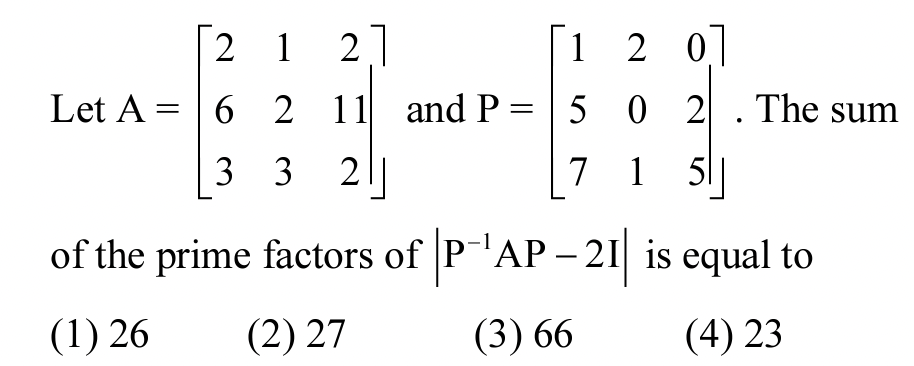 Let A = [2 1 2; 6 2 11; 3 3 2] and P = [1 2 0; 5 0 2; 7 1 5] . The sum
of the prime factors of |P⁻¹AP – 2I| is equal to
(1) 26 (2) 27 (3) 66 (4) 23